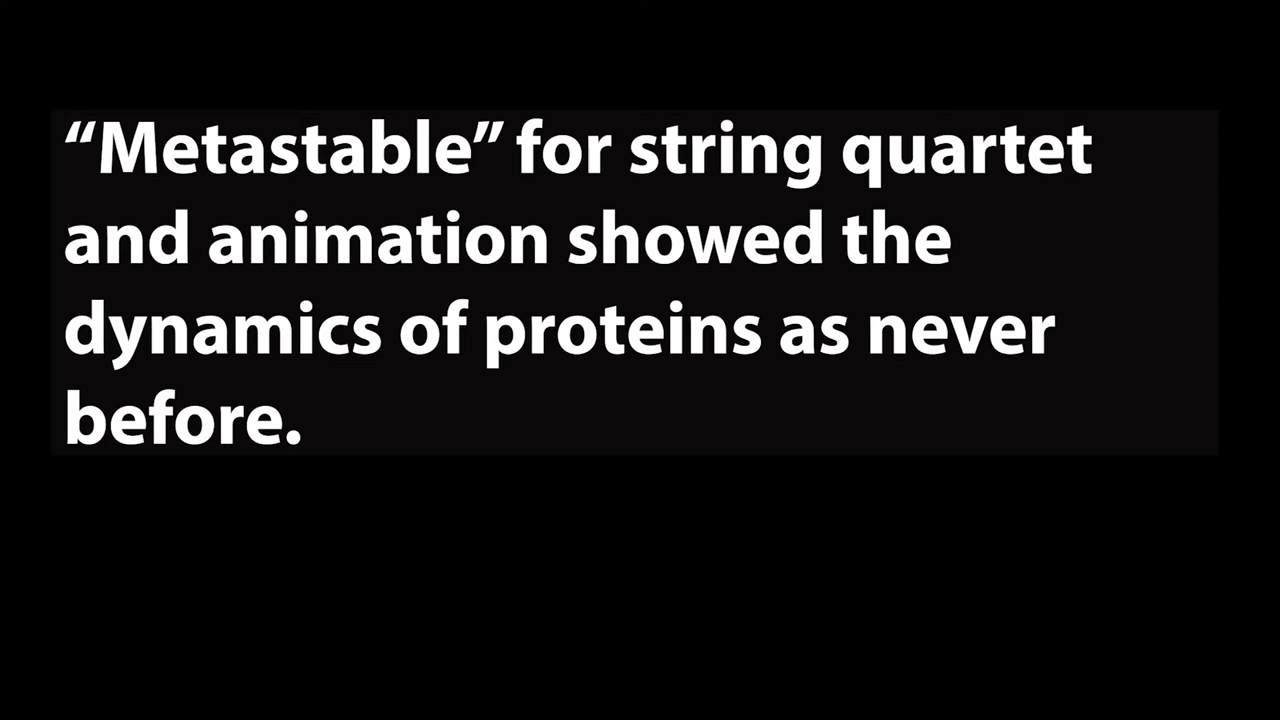 “Metastable” for string quartet
and animation showed the
dynamics of proteins as never
before.